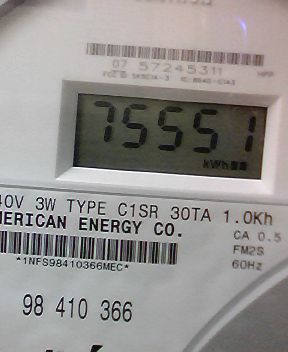 07 57245311
75551
kWh
40V 3W TYPE C1SR 30TA 1.0Kh
MERICAN ENERGY CO.
CA 0.5
FM2S
60Hz
*1NFS98410366MEC*
98 410 366